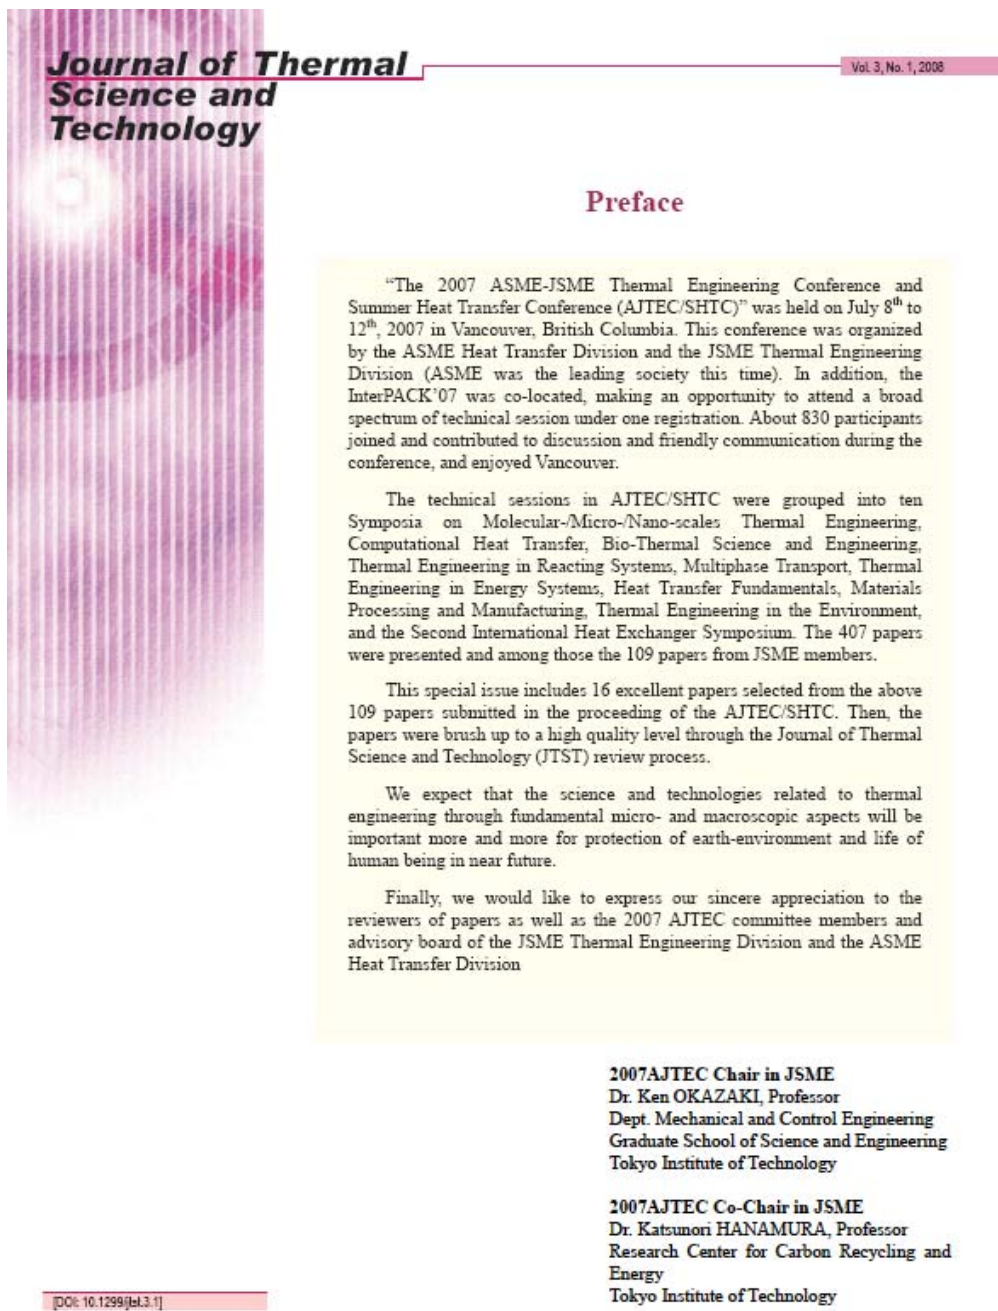 Journal of Thermal
Science and
Technology
Vol. 3, No. 1, 2008
Preface
“The 2007 ASME-JSME Thermal Engineering Conference and
Summer Heat Transfer Conference (AJTEC/SHTC)” was held on July 8th to
12th, 2007 in Vancouver, British Columbia. This conference was organized
by the ASME Heat Transfer Division and the JSME Thermal Engineering
Division (ASME was the leading society this time). In addition, the
InterPACK’07 was co-located, making an opportunity to attend a broad
spectrum of technical session under one registration. About 830 participants
joined and contributed to discussion and friendly communication during the
conference, and enjoyed Vancouver.
The technical sessions in AJTEC/SHTC were grouped into ten
Symposia on Molecular-/Micro-/Nano-scales Thermal Engineering,
Computational Heat Transfer, Bio-Thermal Science and Engineering,
Thermal Engineering in Reacting Systems, Multiphase Transport, Thermal
Engineering in Energy Systems, Heat Transfer Fundamentals, Materials
Processing and Manufacturing, Thermal Engineering in the Environment,
and the Second International Heat Exchanger Symposium. The 407 papers
were presented and among those the 109 papers from JSME members.
This special issue includes 16 excellent papers selected from the above
109 papers submitted in the proceeding of the AJTEC/SHTC. Then, the
papers were brush up to a high quality level through the Journal of Thermal
Science and Technology (JTST) review process.
We expect that the science and technologies related to thermal
engineering through fundamental micro- and macroscopic aspects will be
important more and more for protection of earth-environment and life of
human being in near future.
Finally, we would like to express our sincere appreciation to the
reviewers of papers as well as the 2007 AJTEC committee members and
advisory board of the JSME Thermal Engineering Division and the ASME
Heat Transfer Division
2007AJTEC Chair in JSME
Dr. Ken OKAZAKI, Professor
Dept. Mechanical and Control Engineering
Graduate School of Science and Engineering
Tokyo Institute of Technology
2007AJTEC Co-Chair in JSME
Dr. Katsunori HANAMURA, Professor
Research Center for Carbon Recycling and
Energy
Tokyo Institute of Technology
[DOI: 10.1299/jtst.3.1]